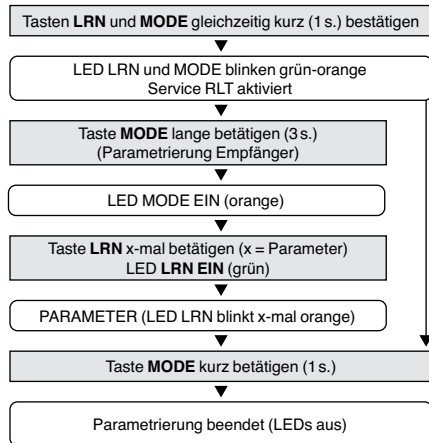 Tasten LRN und MODE gleichzeitig kurz (1 s.) bestätigen
LED LRN und MODE blinken grün-orange
Service RLT aktiviert
Taste MODE lange betätigen (3 s.)
(Parametrierung Empfänger)
LED MODE EIN (orange)
Taste LRN x-mal betätigen (x = Parameter)
LED LRN EIN (grün)
PARAMETER (LED LRN blinkt x-mal orange)
Taste MODE kurz betätigen (1 s.)
Parametrierung beendet (LEDs aus)